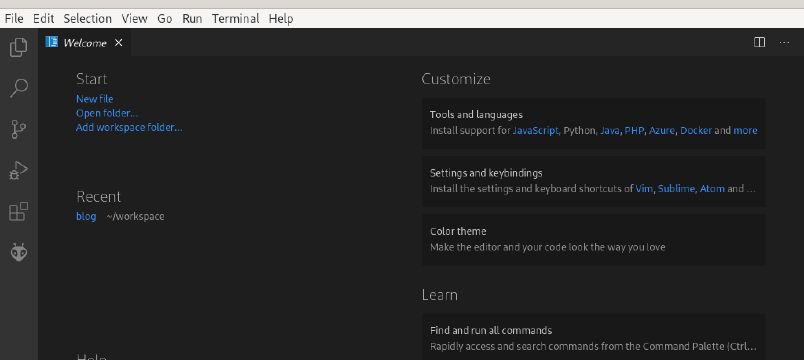 File Edit Selection View Go Run Terminal Help
Welcome
Start
New file
Open folder...
Add workspace folder...
Recent
blog ~/workspace
Help
Customize
Tools and languages
Install support for JavaScript, Python, Java, PHP, Azure, Docker and more
Settings and keybindings
Install the settings and keyboard shortcuts of Vim, Sublime, Atom and ...
Color theme
Make the editor and your code look the way you love
Learn
Find and run all commands
Rapidly access and search commands from the Command Palette (Ctrl...